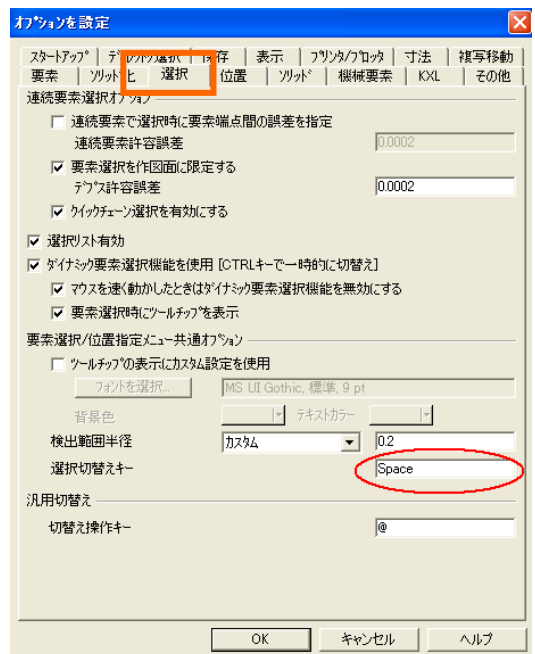 オプションを設定
スタートアップ デ 選択 存 表示 プリンタ/プロッタ 寸法 複写移動
要素 ソリッド 上 選択 位置 ソリッド 機械要素 KXL その他
連続要素選択オプション
連続要素で選択時に要素端点間の誤差を指定
連続要素許容誤差 0.0002
要素選択を作図面に限定する
デプス許容誤差 0.0002
クイックチェーン選択を有効にする
選択リスト有効
ダイナミック要素選択機能を使用 [CTRLキーで一時的に切替え]
マウスを速く動かしたときはダイナミック要素選択機能を無効にする
要素選択時にツールチップを表示
要素選択/位置指定メニュー共通オプション
ツールチップの表示にカスタム設定を使用
フォントを選択... MS UI Gothic, 標準, 9 pt
背景色 テキストカラー
検出範囲半径 カスタム 0.2
選択切替えキー Space
汎用切替え
切替え操作キー @
OK キャンセル ヘルプ